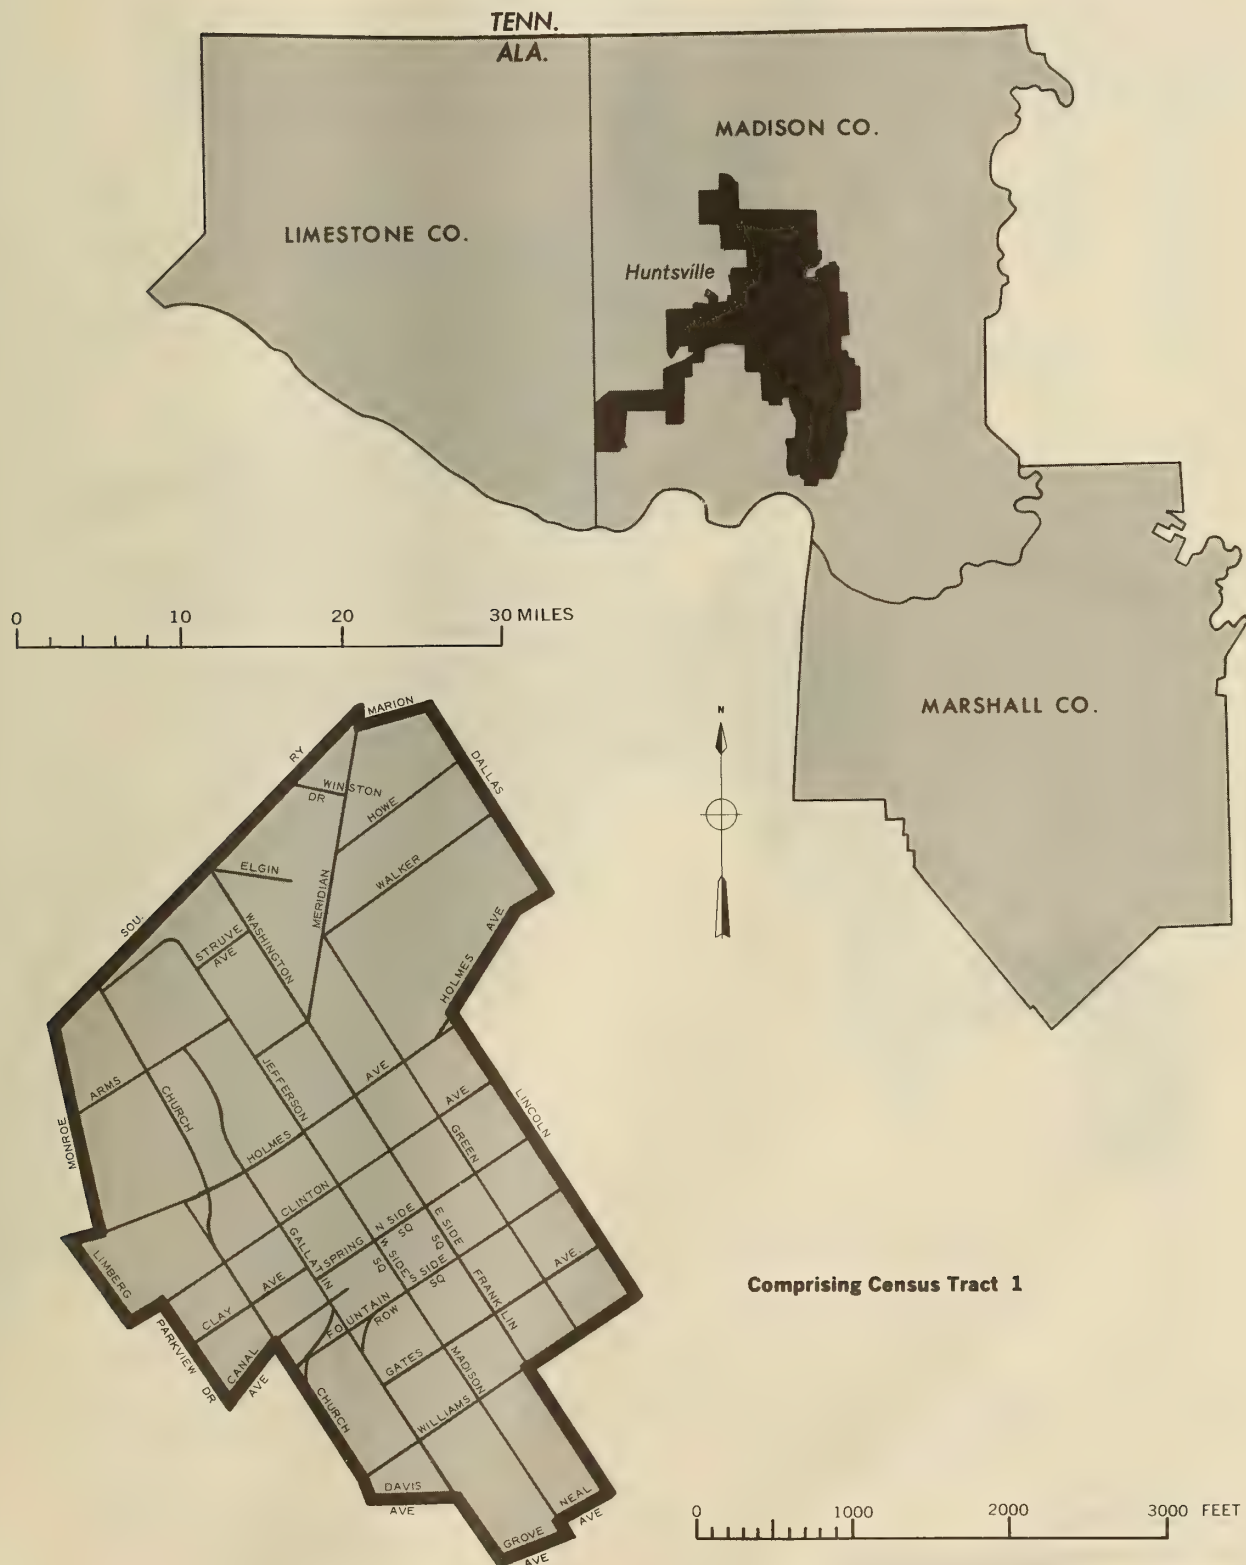 TENN.
ALA.
MADISON CO.
LIMESTONE CO.
Huntsville
0 10 20 30 MILES
MARSHALL CO.
N
MARION
RY
DALLAS
WINSTON
DR
HOWE
ELGIN
WALKER
MERIDIAN
SOU.
STRUVE
AVE
WASHINGTON
HOLMES AVE
ARMS
CHURCH
JEFFERSON
AVE
AVE
LINCOLN
MONROE
HOLMES
GREEN
CLINTON
N SIDE
SQ
E SIDE
SQ
LIMBERG
GALLATIN
SPRING
W SIDE
SQ
S SIDE
SQ
AVE.
CLAY
AVE
FRANKLIN
FOUNTAIN
ROW
PARKVIEW DR
CANAL
AVE
GATES
MADISON
CHURCH
WILLIAMS
DAVIS
AVE
NEAL
AVE
GROVE
AVE
Comprising Census Tract 1
0 1000 2000 3000 FEET